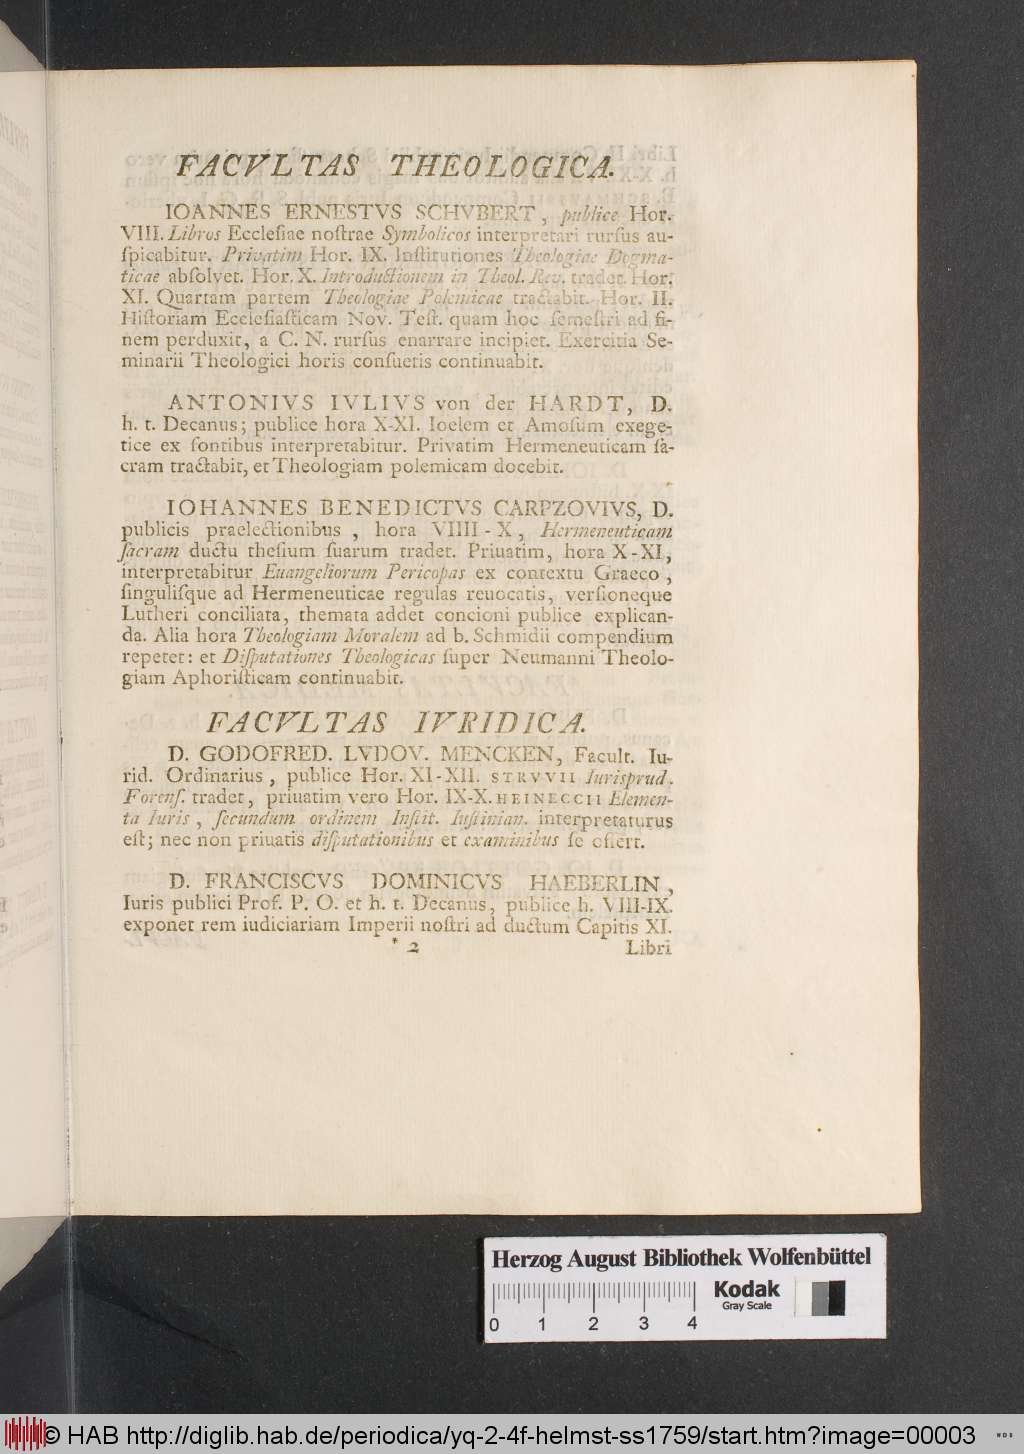 FACVLTAS THEOLOGICA.
IOANNES ERNESTVS SCHVBERT, publice Hor.
VIII. Libros Eccleſiae noſtrae Symbolicos interpretari rurſus au-
ſpicabitur. Privatim Hor. IX. Inſtitutiones Theologiae Dogma-
ticae abſolvet. Hor. X. Introductionem in Theol. Rev. tradet. Hor.
XI. Quartam partem Theologiae Polemicae tractabit. Hor. II.
Hiſtoriam Eccleſiaſticam Nov. Teſt. quam hoc ſemeſtri ad fi-
nem perduxit, a C. N. rurſus enarrare incipiet. Exercitia Se-
minarii Theologici horis conſuetis continuabit.
ANTONIVS IVLIVS von der HARDT, D.
h. t. Decanus; publice hora X-XI. Ioelem et Amoſum exege-
tice ex fontibus interpretabitur. Privatim Hermeneuticam ſa-
cram tractabit, et Theologiam polemicam docebit.
IOHANNES BENEDICTVS CARPZOVIVS, D.
publicis praelectionibus, hora VIIII-X, Hermeneuticam
ſacram ductu theſium ſuarum tradet. Priuatim, hora X-XI,
interpretabitur Euangeliorum Pericopas ex contextu Graeco,
ſinguliſque ad Hermeneuticae regulas reuocatis, verſioneque
Lutheri conciliata, themata addet concioni publice explican-
da. Alia hora Theologiam Moralem ad b. Schmidii compendium
repetet: et Diſputationes Theologicas ſuper Neumanni Theolo-
giam Aphoriſticam continuabit.
FACVLTAS IVRIDICA.
D. GODOFRED. LVDOV. MENCKEN, Facult. Iu-
rid. Ordinarius, publice Hor. XI-XII. STRVVII Iurisprud.
Forenſ. tradet, priuatim vero Hor. IX-X. HEINECCII Elemen-
ta Iuris, ſecundum ordinem Inſtit. Iuſtinian. interpretaturus
eſt; nec non priuatis diſputationibus et examinibus ſe offert.
D. FRANCISCVS DOMINICVS HAEBERLIN,
Iuris publici Prof. P. O. et h. t. Decanus, publice h. VIII-IX.
exponet rem iudiciariam Imperii noſtri ad ductum Capitis XI.
* 2 Libri
Herzog August Bibliothek Wolfenbüttel
Kodak
Gray Scale
0 1 2 3 4
© HAB http://diglib.hab.de/periodica/yq-2-4f-helmst-ss1759/start.htm?image=00003